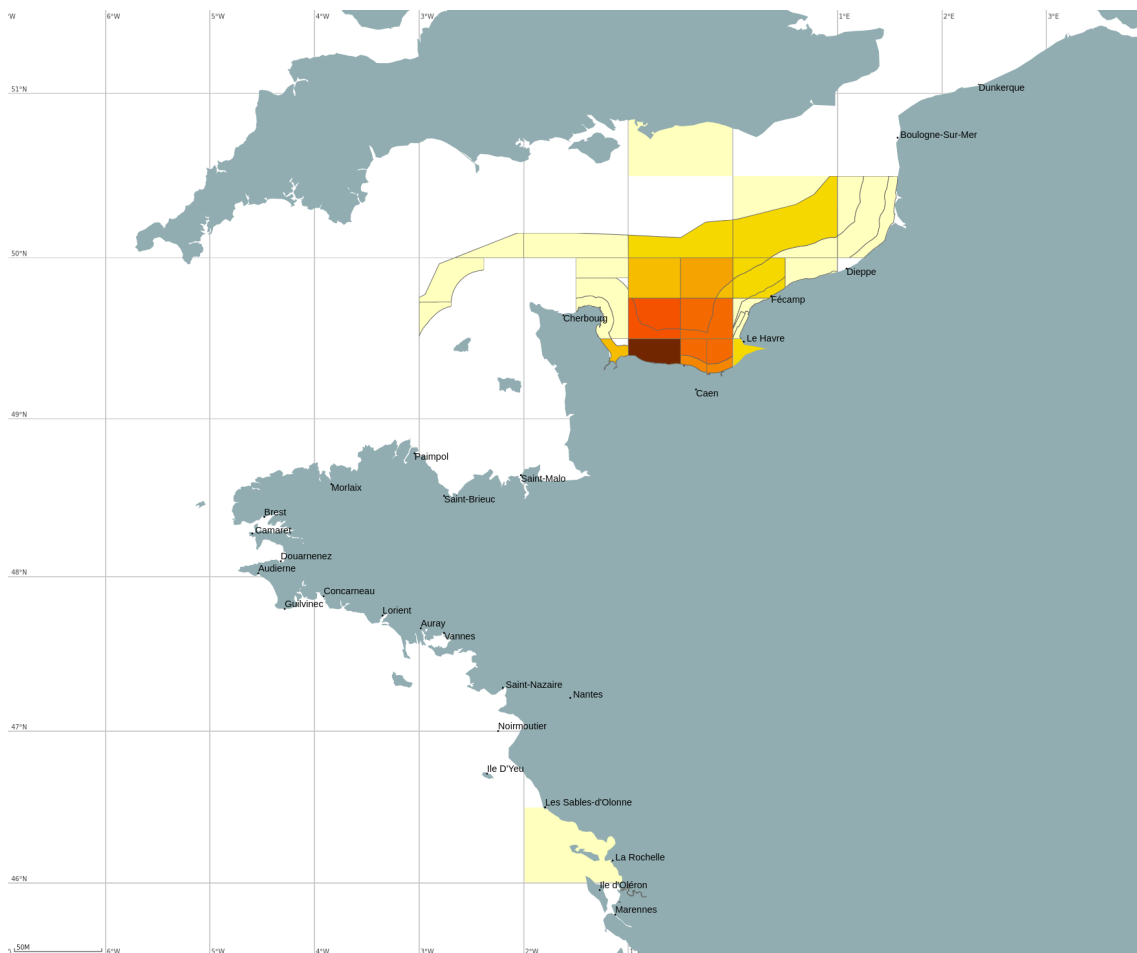 °W 6°W 5°W 4°W 3°W 1°E 2°E 3°E
51°N
Dunkerque
Boulogne-Sur-Mer
50°N
Dieppe
Fécamp
Cherbourg
Le Havre
Caen
49°N
Paimpol
Saint-Malo
Morlaix
Saint-Brieuc
Brest
Camaret
Douarnenez
Audierne
48°N
Concarneau
Guilvinec
Lorient
Auray
Vannes
Saint-Nazaire
Nantes
Noirmoutier
47°N
Ile D'Yeu
Les Sables-d'Olonne
La Rochelle
46°N
Ile d'Oléron
Marennes
50M 6°W 5°W 4°W 3°W 2°W